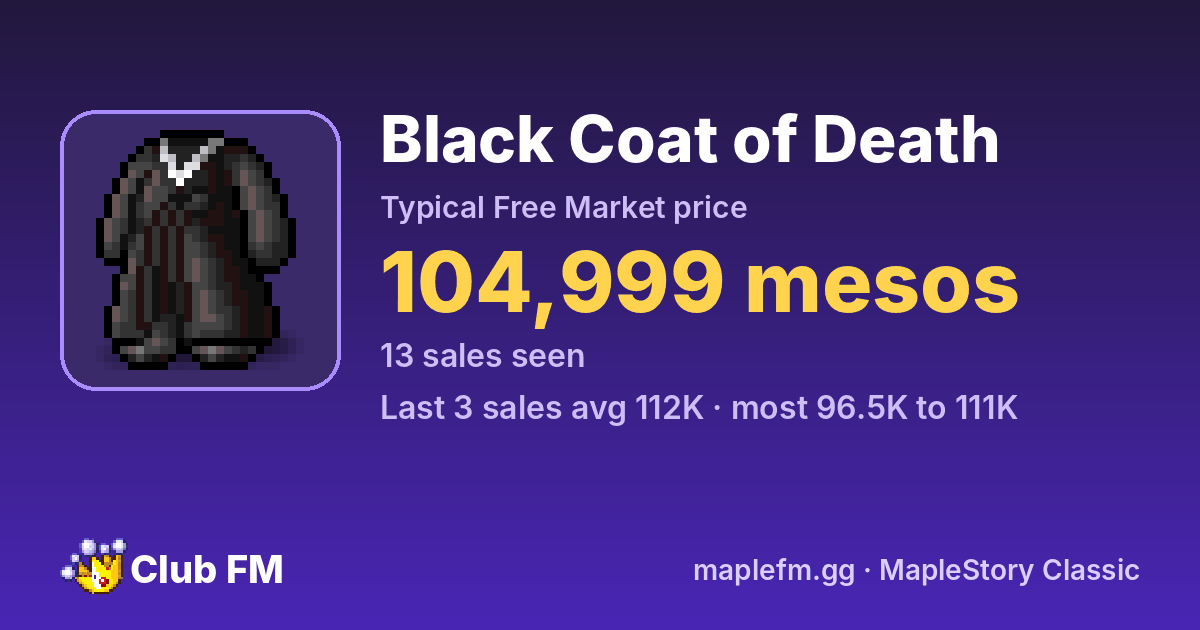 Black Coat of Death
Typical Free Market price
104,999 mesos
13 sales seen
Last 3 sales avg 112K · most 96.5K to 111K
Club FM
maplefm.gg · MapleStory Classic